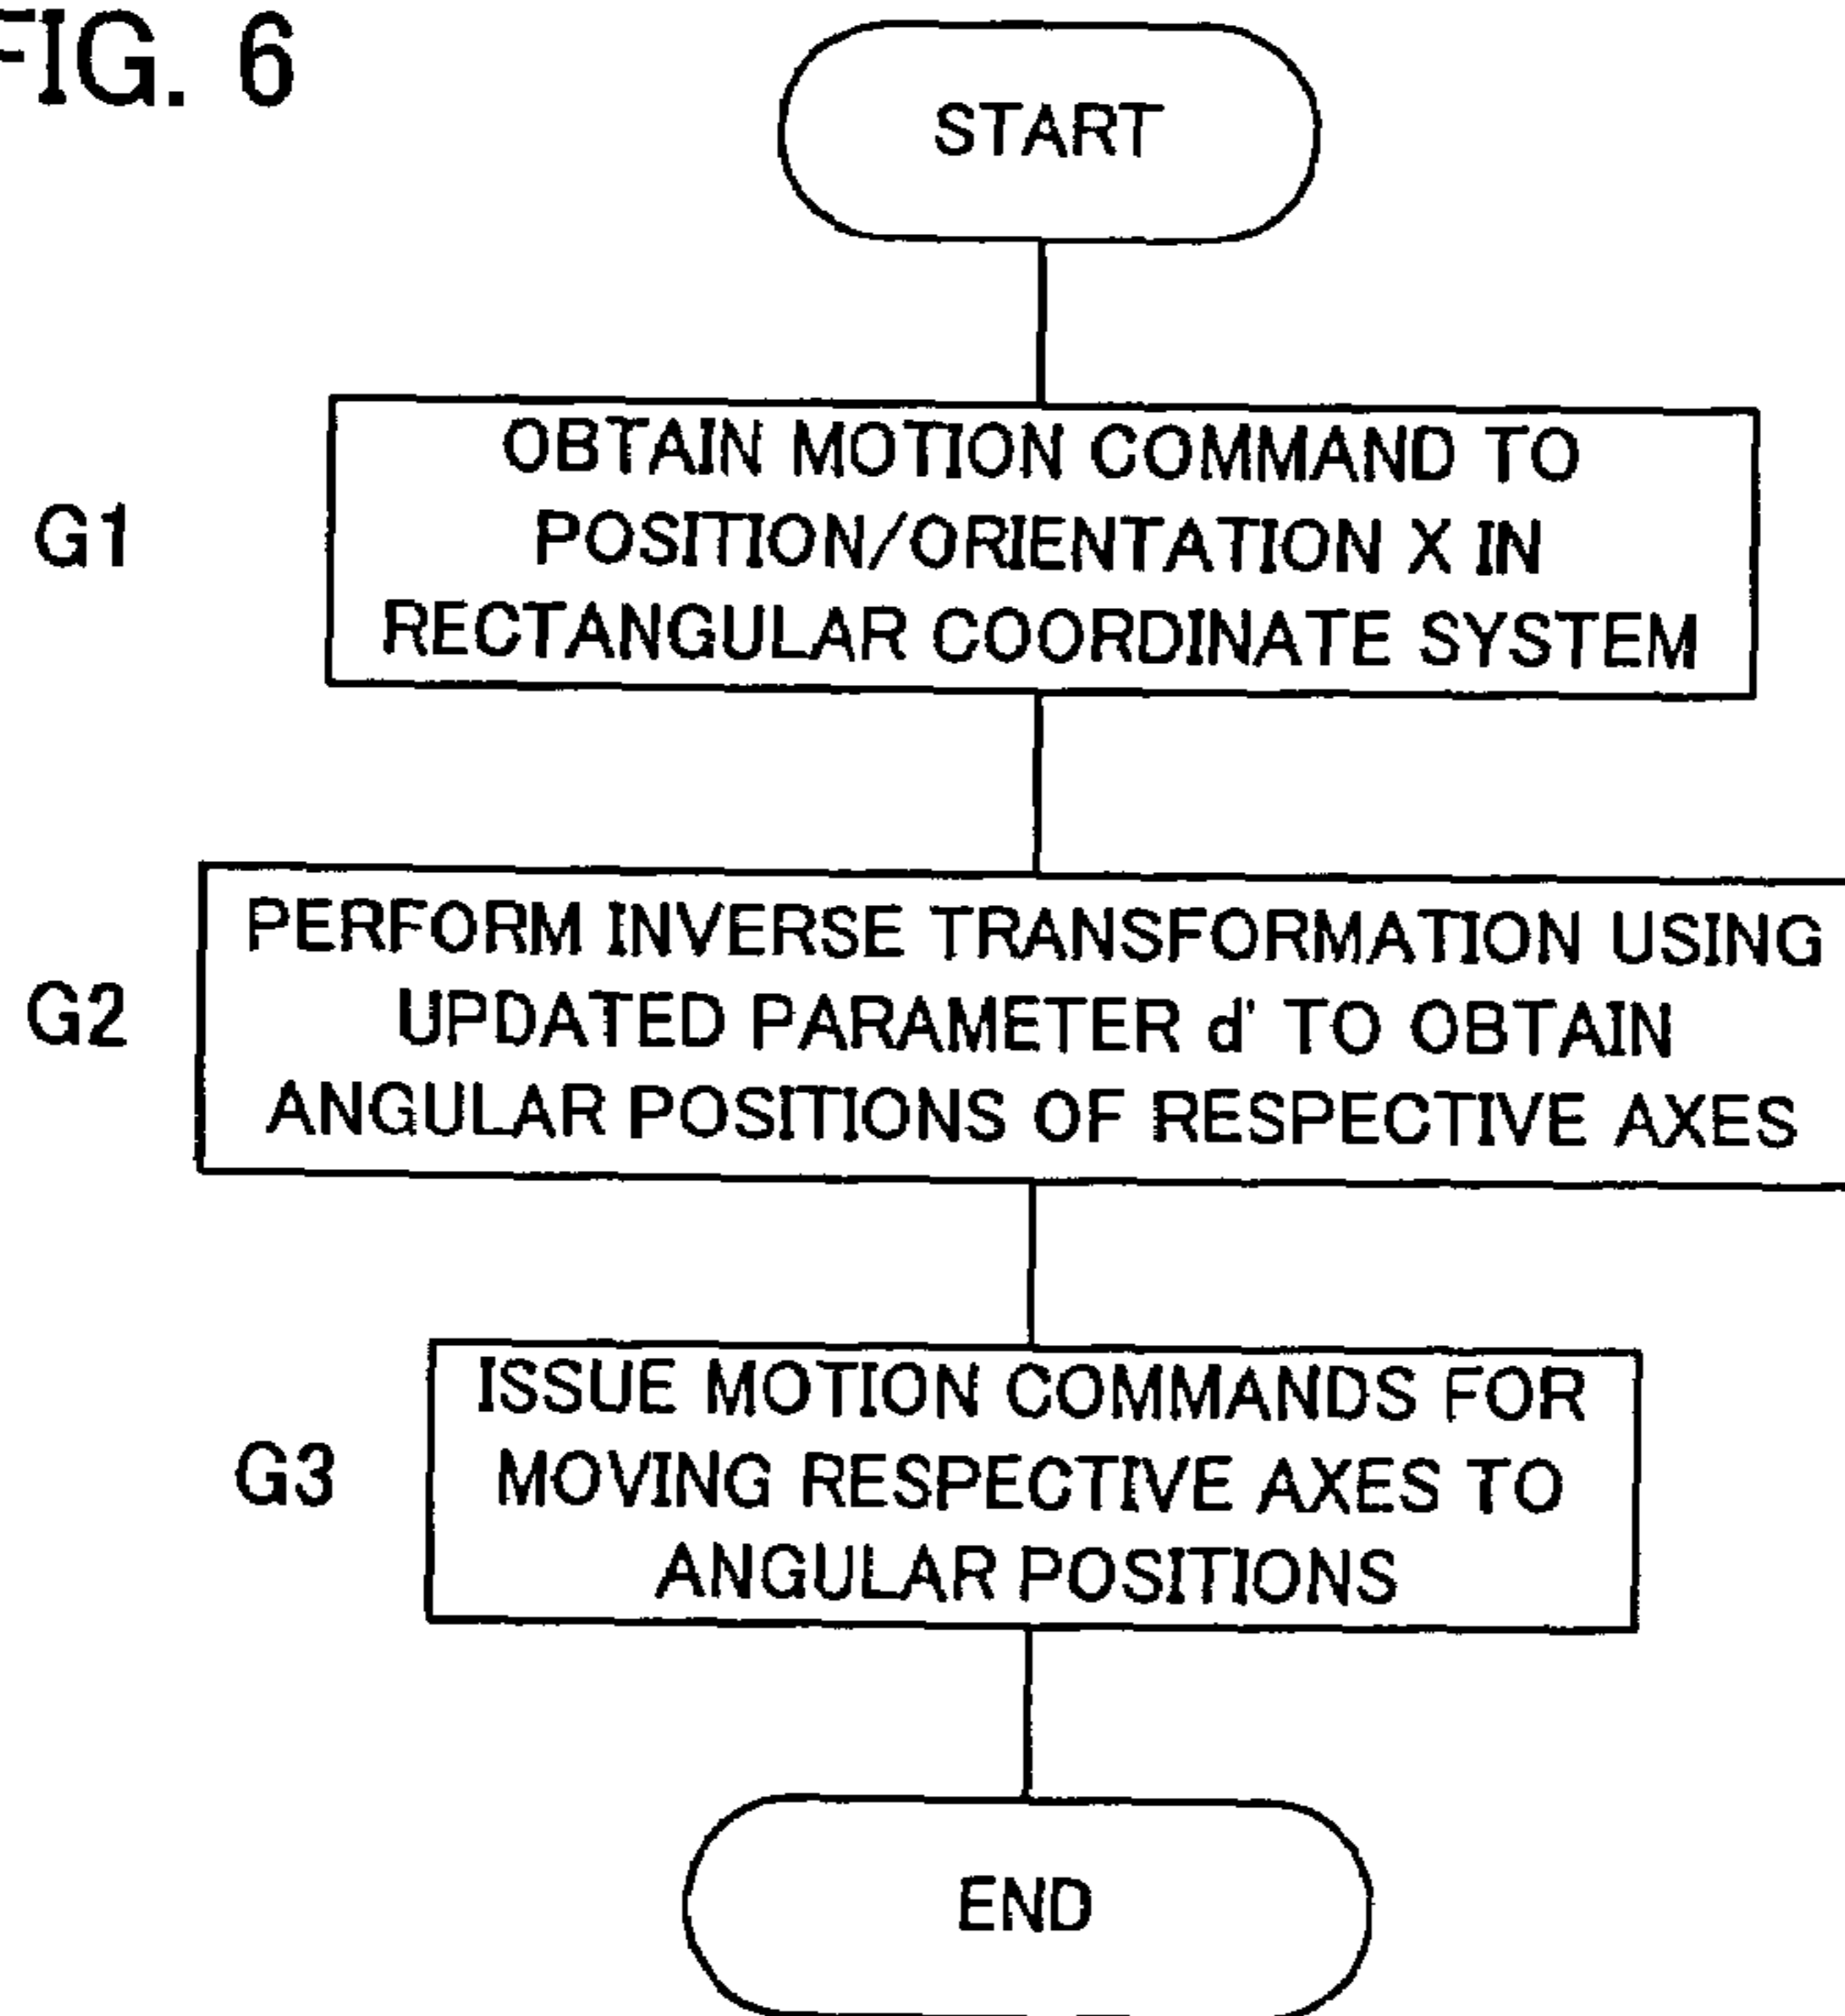 FIG. 6
START
G1
OBTAIN MOTION COMMAND TO
POSITION/ORIENTATION X IN
RECTANGULAR COORDINATE SYSTEM
G2
PERFORM INVERSE TRANSFORMATION USING
UPDATED PARAMETER d' TO OBTAIN
ANGULAR POSITIONS OF RESPECTIVE AXES
G3
ISSUE MOTION COMMANDS FOR
MOVING RESPECTIVE AXES TO
ANGULAR POSITIONS
END